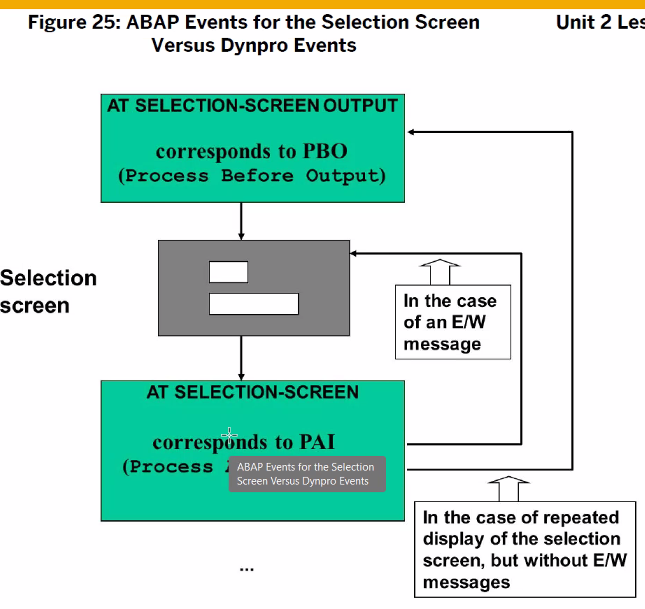 Figure 25: ABAP Events for the Selection Screen
Versus Dynpro Events
Unit 2 Les
AT SELECTION-SCREEN OUTPUT
corresponds to PBO
(Process Before Output)
Selection
screen
In the case
of an E/W
message
AT SELECTION-SCREEN
corresponds to PAI
(Process
ABAP Events for the Selection
Screen Versus Dynpro Events
In the case of repeated
display of the selection
screen, but without E/W
messages
...